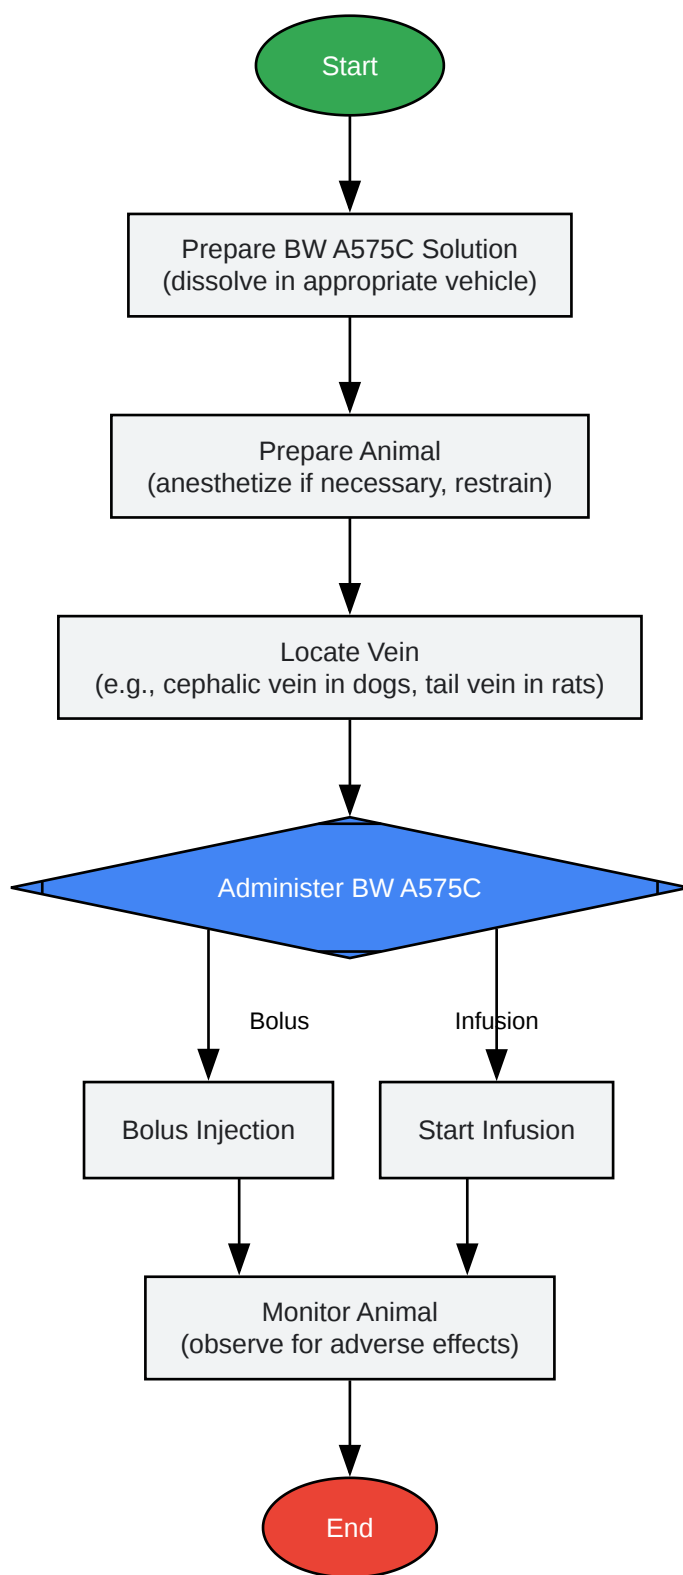 Start
Prepare BW A575C Solution
(dissolve in appropriate vehicle)
Prepare Animal
(anesthetize if necessary, restrain)
Locate Vein
(e.g., cephalic vein in dogs, tail vein in rats)
Administer BW A575C
Bolus
Infusion
Bolus Injection
Start Infusion
Monitor Animal
(observe for adverse effects)
End